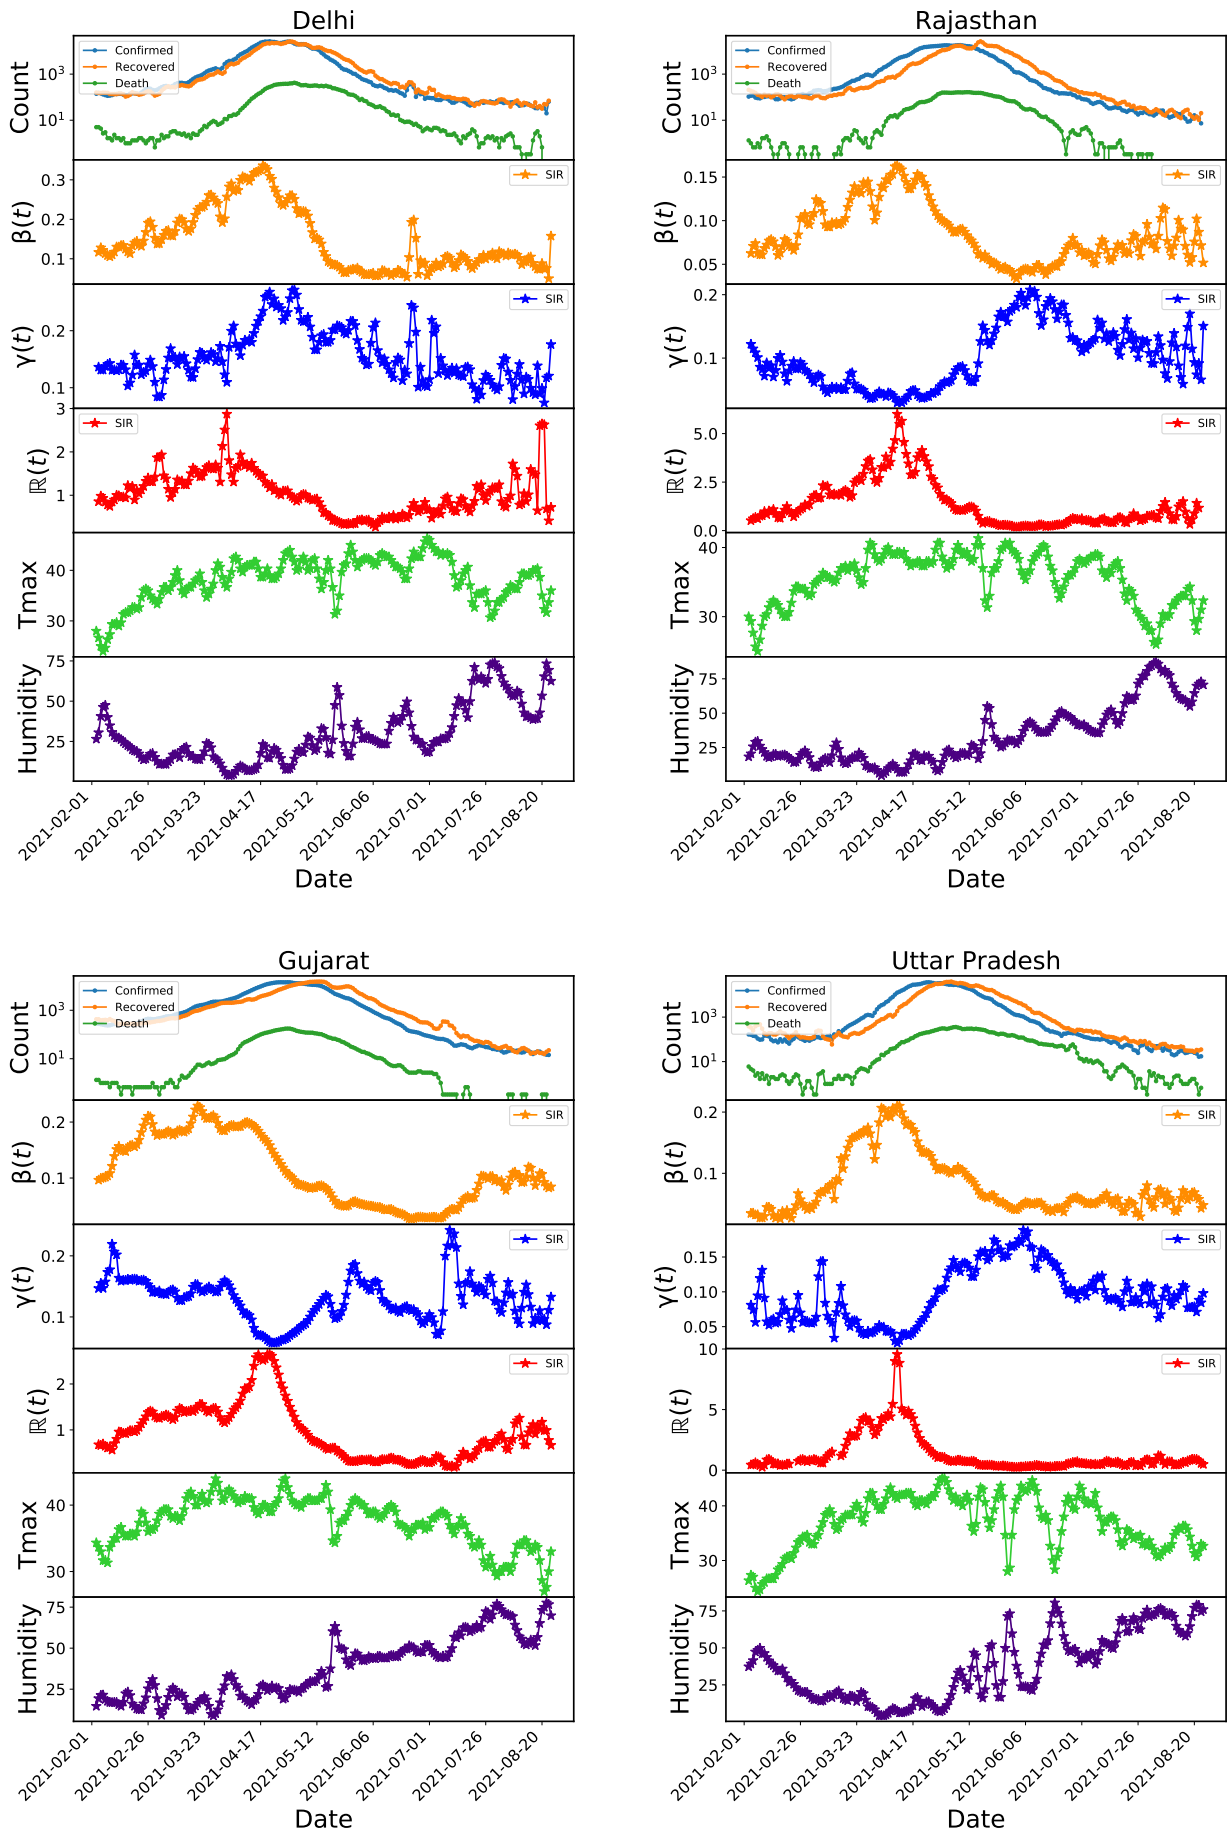 Delhi
Count
10³
10¹
Confirmed
Recovered
Death
β(t)
0.3
0.2
0.1
SIR
γ(t)
0.2
0.1
SIR
ℝ(t)
3
2
1
SIR
Tmax
40
30
Humidity
75
50
25
2021-02-01
2021-02-26
2021-03-23
2021-04-17
2021-05-12
2021-06-06
2021-07-01
2021-07-26
2021-08-20
Date
Rajasthan
Count
10³
10¹
Confirmed
Recovered
Death
β(t)
0.15
0.10
0.05
SIR
γ(t)
0.2
0.1
SIR
ℝ(t)
5.0
2.5
0.0
SIR
Tmax
40
30
Humidity
75
50
25
2021-02-01
2021-02-26
2021-03-23
2021-04-17
2021-05-12
2021-06-06
2021-07-01
2021-07-26
2021-08-20
Date
Gujarat
Count
10³
10¹
Confirmed
Recovered
Death
β(t)
0.2
0.1
SIR
γ(t)
0.2
0.1
SIR
ℝ(t)
2
1
SIR
Tmax
40
30
Humidity
75
50
25
2021-02-01
2021-02-26
2021-03-23
2021-04-17
2021-05-12
2021-06-06
2021-07-01
2021-07-26
2021-08-20
Date
Uttar Pradesh
Count
10³
10¹
Confirmed
Recovered
Death
β(t)
0.2
0.1
SIR
γ(t)
0.15
0.10
0.05
SIR
ℝ(t)
10
5
0
SIR
Tmax
40
30
Humidity
75
50
25
2021-02-01
2021-02-26
2021-03-23
2021-04-17
2021-05-12
2021-06-06
2021-07-01
2021-07-26
2021-08-20
Date